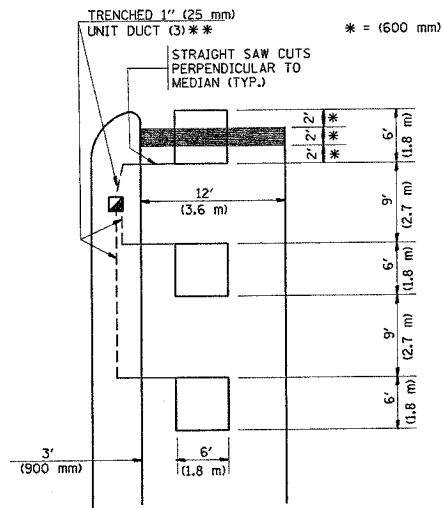 TRENCHED 1" (25 mm)
UNIT DUCT (3)**
* = (600 mm)
STRAIGHT SAW CUTS
PERPENDICULAR TO
MEDIAN (TYP.)
2' *
2' *
2' *
6'
(1.8 m)
12'
(3.6 m)
9'
(2.7 m)
6'
(1.8 m)
9'
(2.7 m)
6'
(1.8 m)
3'
(900 mm)
6'
(1.8 m)